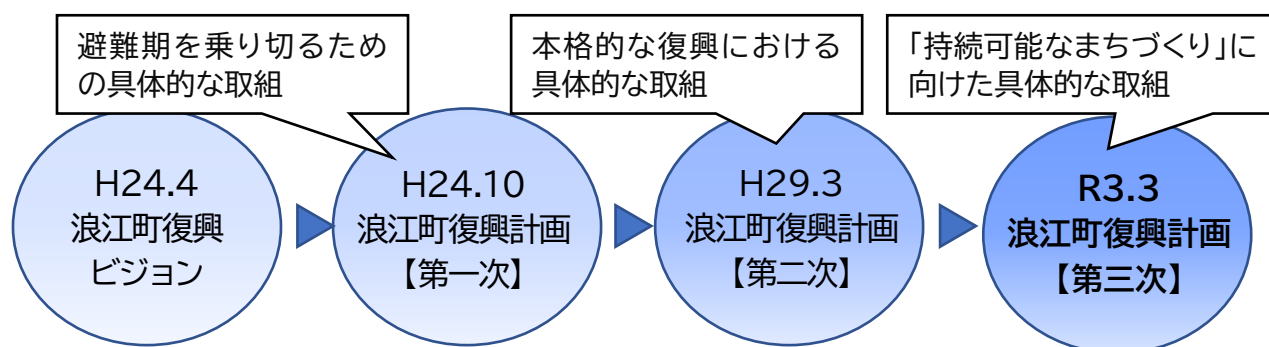 避難期を乗り切るため
の具体的な取組
本格的な復興における
具体的な取組
「持続可能なまちづくり」に
向けた具体的な取組
H24.4
浪江町復興
ビジョン
H24.10
浪江町復興計画
【第一次】
H29.3
浪江町復興計画
【第二次】
R3.3
浪江町復興計画
【第三次】